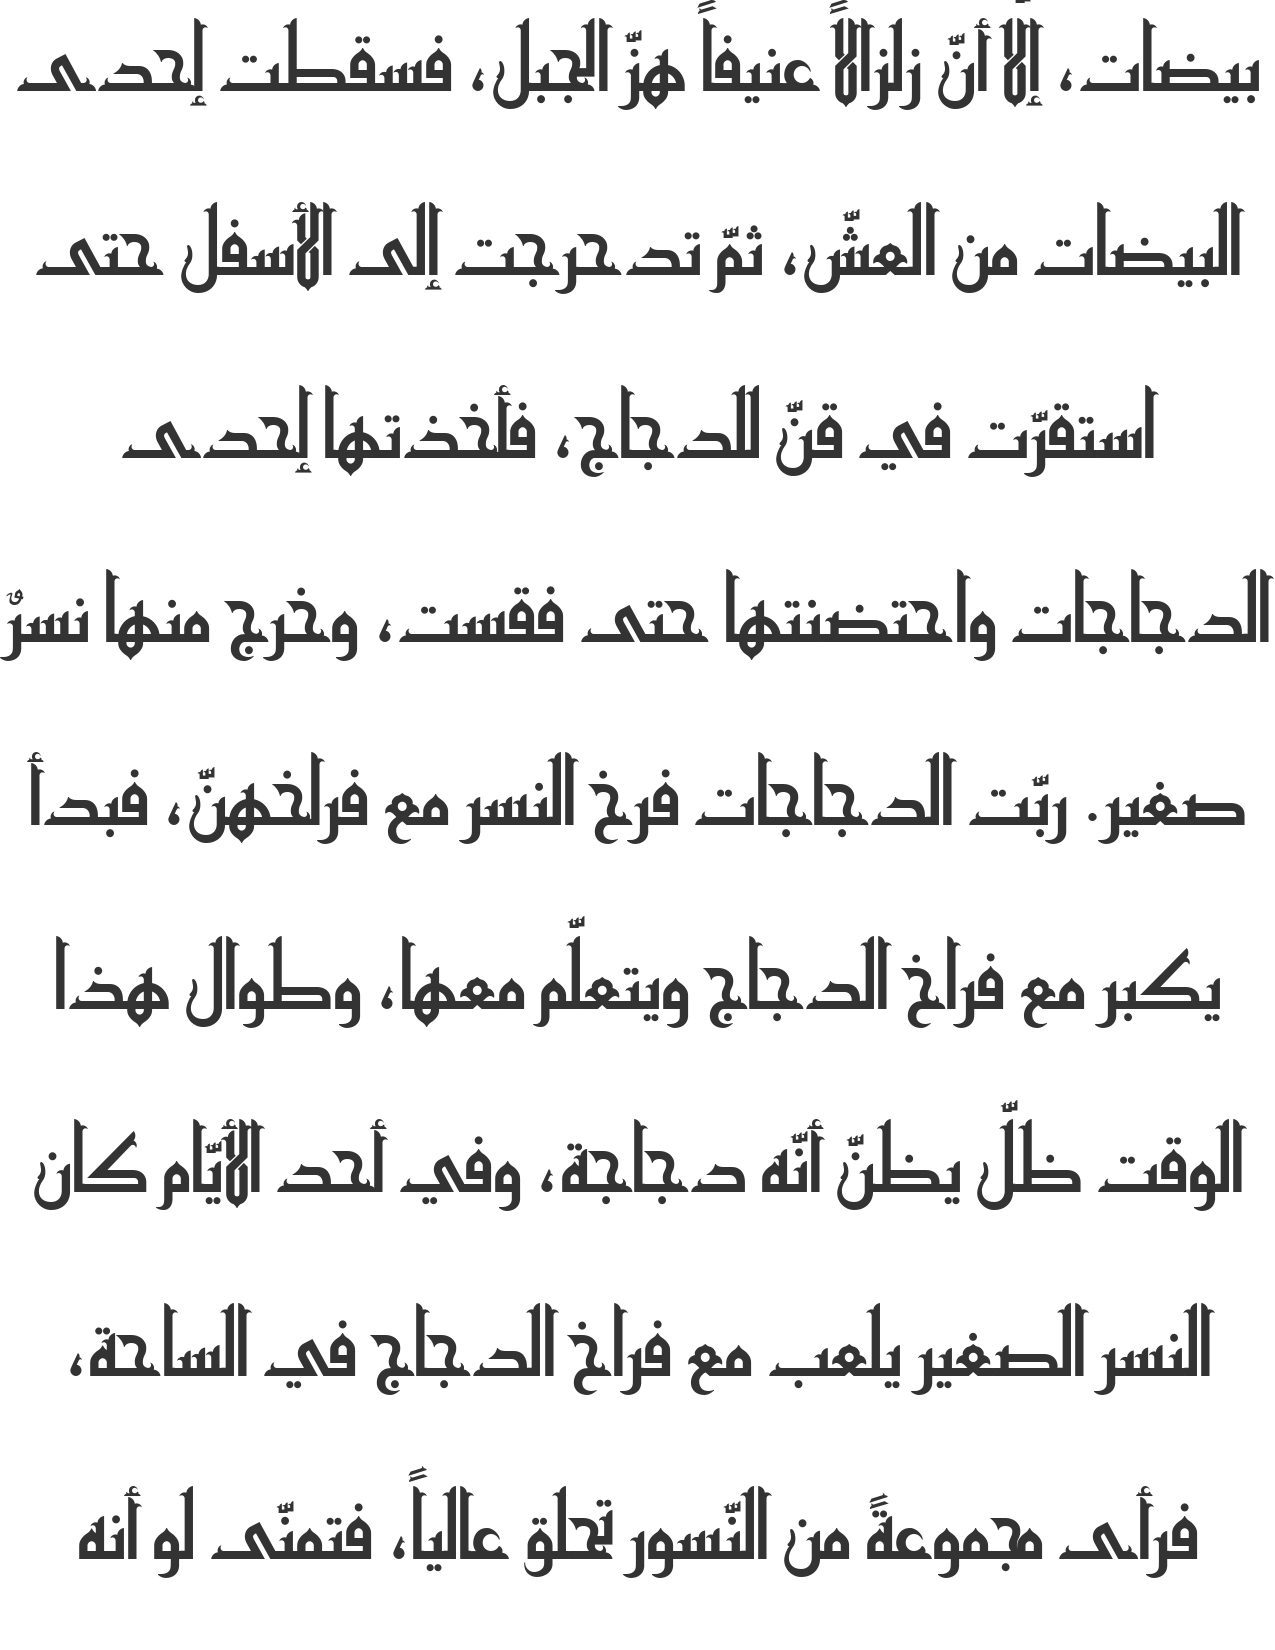 بيضات، إلّا أنّ زلزالاً عنيفاً هزّ الجبل، فسقطت إحدى
البيضات من العشّ، ثمّ تدحرجت إلى الأسفل حتى
استقرّت في قنّ للدجاج، فأخذتها إحدى
الدجاجات واحتضنتها حتى فقست، وخرج منها نسرٌ
صغير. ربّت الدجاجات فرخ النسر مع فراخهنّ، فبدأ
يكبر مع فراخ الدجاج ويتعلّم معها، وطوال هذا
الوقت ظلّ يظنّ أنّه دجاجة، وفي أحد الأيّام كان
النسر الصغير يلعب مع فراخ الدجاج في الساحة،
فرأى مجموعةً من النّسور تحلق عالياً، فتمنّى لو أنه